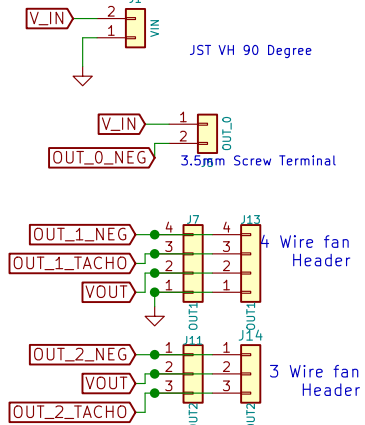 J1
V_IN 2
1
VIN
JST VH 90 Degree
V_IN 1
OUT_0_NEG 2
OUT_0
3.5mm Screw Terminal
J7 J13
OUT_1_NEG 4 4
OUT_1_TACHO 3 3
VOUT 2 2
1 1
OUT1 OUT1
4 Wire fan
Header
J11 J14
OUT_2_NEG 1 1
VOUT 2 2
OUT_2_TACHO 3 3
OUT2 OUT2
3 Wire fan
Header